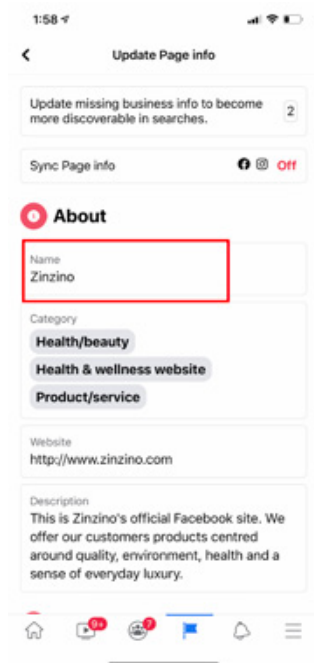 1:58
Update Page info
Update missing business info to become
more discoverable in searches.
2
Sync Page info
Off
About
Name
Zinzino
Category
Health/beauty
Health & wellness website
Product/service
Website
http://www.zinzino.com
Description
This is Zinzino's official Facebook site. We
offer our customers products centred
around quality, environment, health and a
sense of everyday luxury.
9+
2